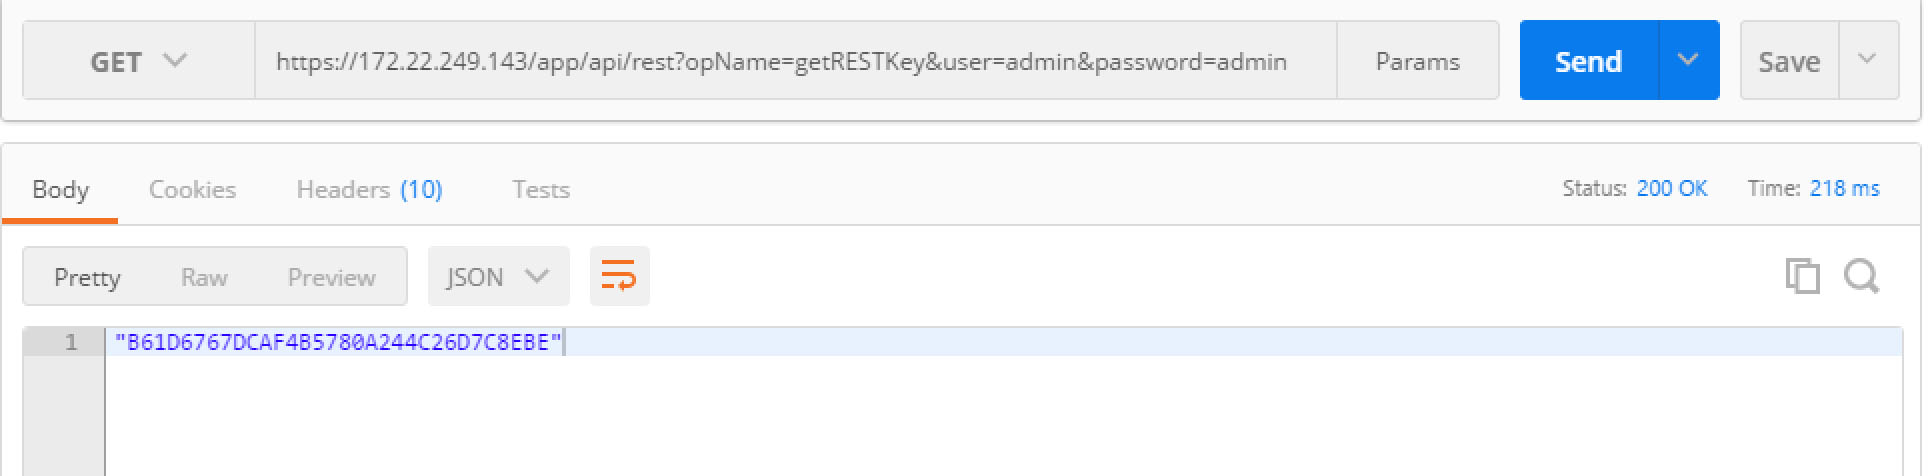 GET https://172.22.249.143/app/api/rest?opName=getRESTKey&user=admin&password=admin Params Send Save
Body Cookies Headers (10) Tests Status: 200 OK Time: 218 ms
Pretty Raw Preview JSON
1 "B61D6767DCAF4B5780A244C26D7C8EBE"